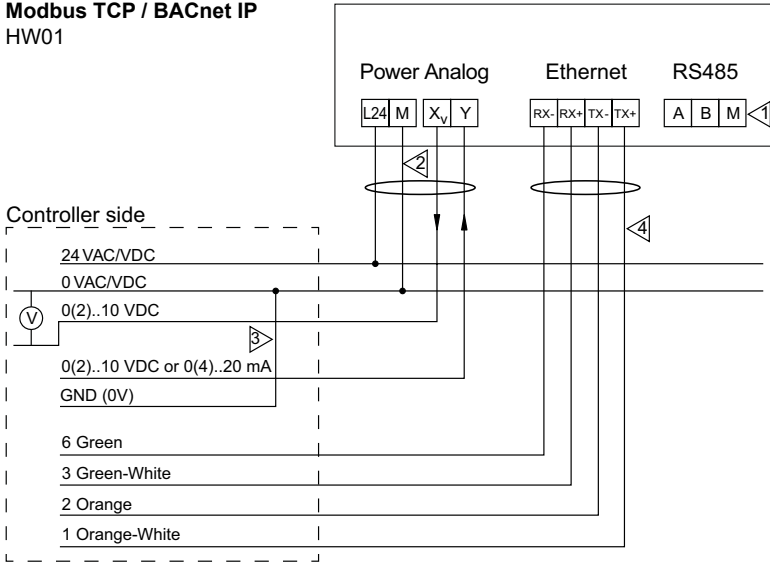 Modbus TCP / BACnet IP
HW01
Power Analog Ethernet RS485
L24 M Xv Y RX- RX+ TX- TX+ A B M 1
2
Controller side
4
24 VAC/VDC
0 VAC/VDC
0(2)..10 VDC
V
3
0(2)..10 VDC or 0(4)..20 mA
GND (0V)
6 Green
3 Green-White
2 Orange
1 Orange-White